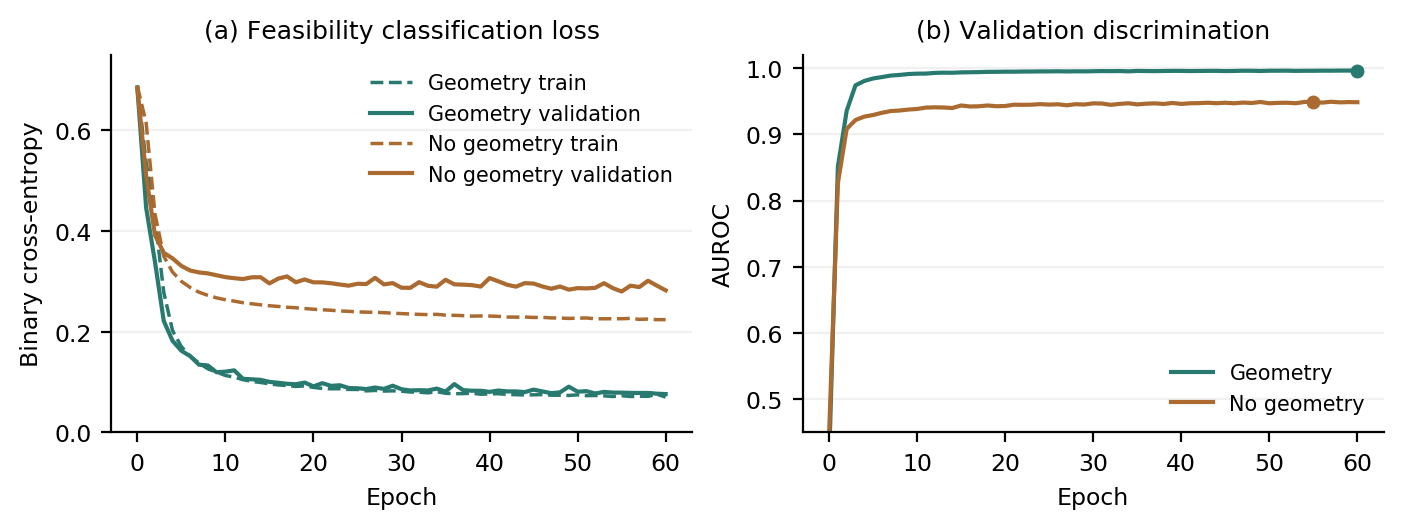 (a) Feasibility classification loss
Binary cross-entropy
0.6
0.4
0.2
0.0
Geometry train
Geometry validation
No geometry train
No geometry validation
0 10 20 30 40 50 60
Epoch
(b) Validation discrimination
AUROC
1.0
0.9
0.8
0.7
0.6
0.5
Geometry
No geometry
0 10 20 30 40 50 60
Epoch